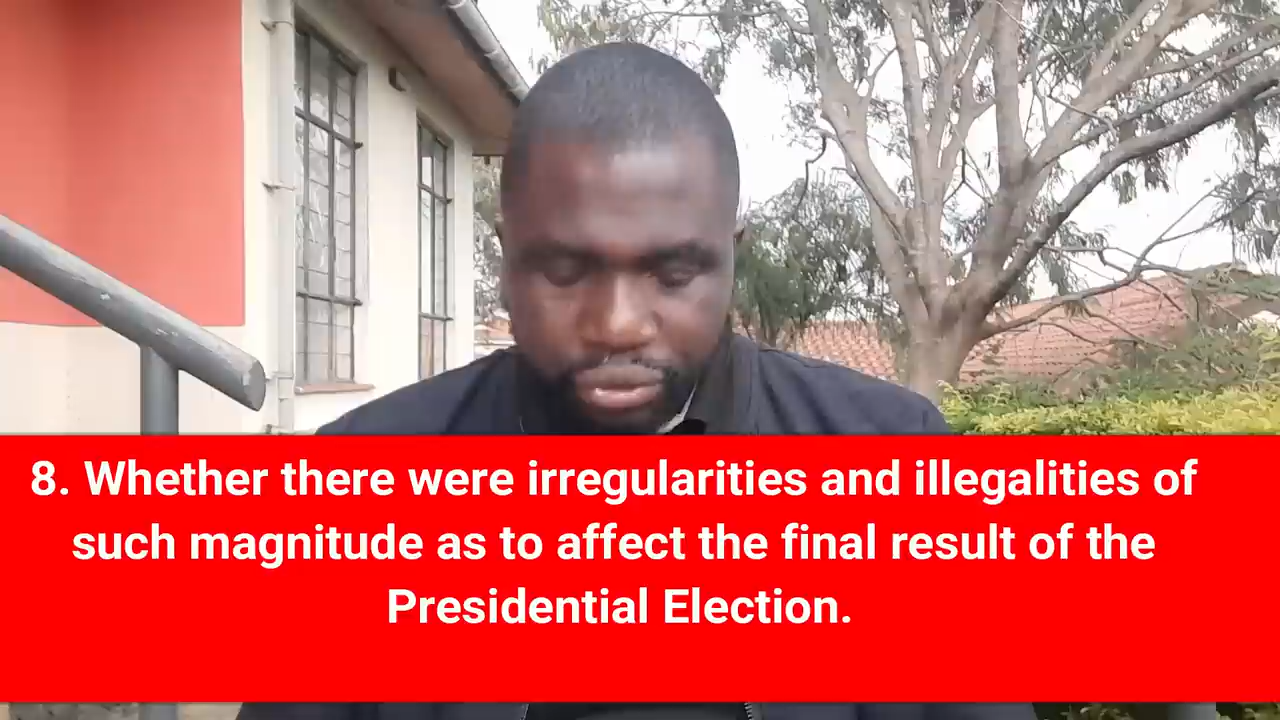 8. Whether there were irregularities and illegalities of
such magnitude as to affect the final result of the
Presidential Election.